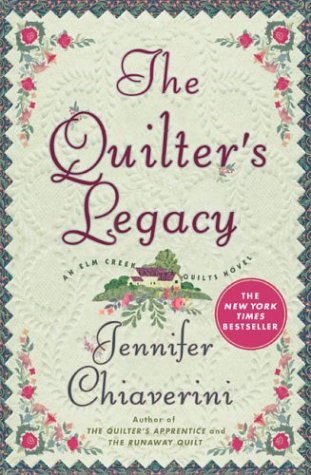 The
Quilter's
Legacy
AN ELM CREEK QUILTS NOVEL
THE
NEW YORK
TIMES
BESTSELLER
Jennifer
Chiaverini
Author of
THE QUILTER'S APPRENTICE and
THE RUNAWAY QUILT